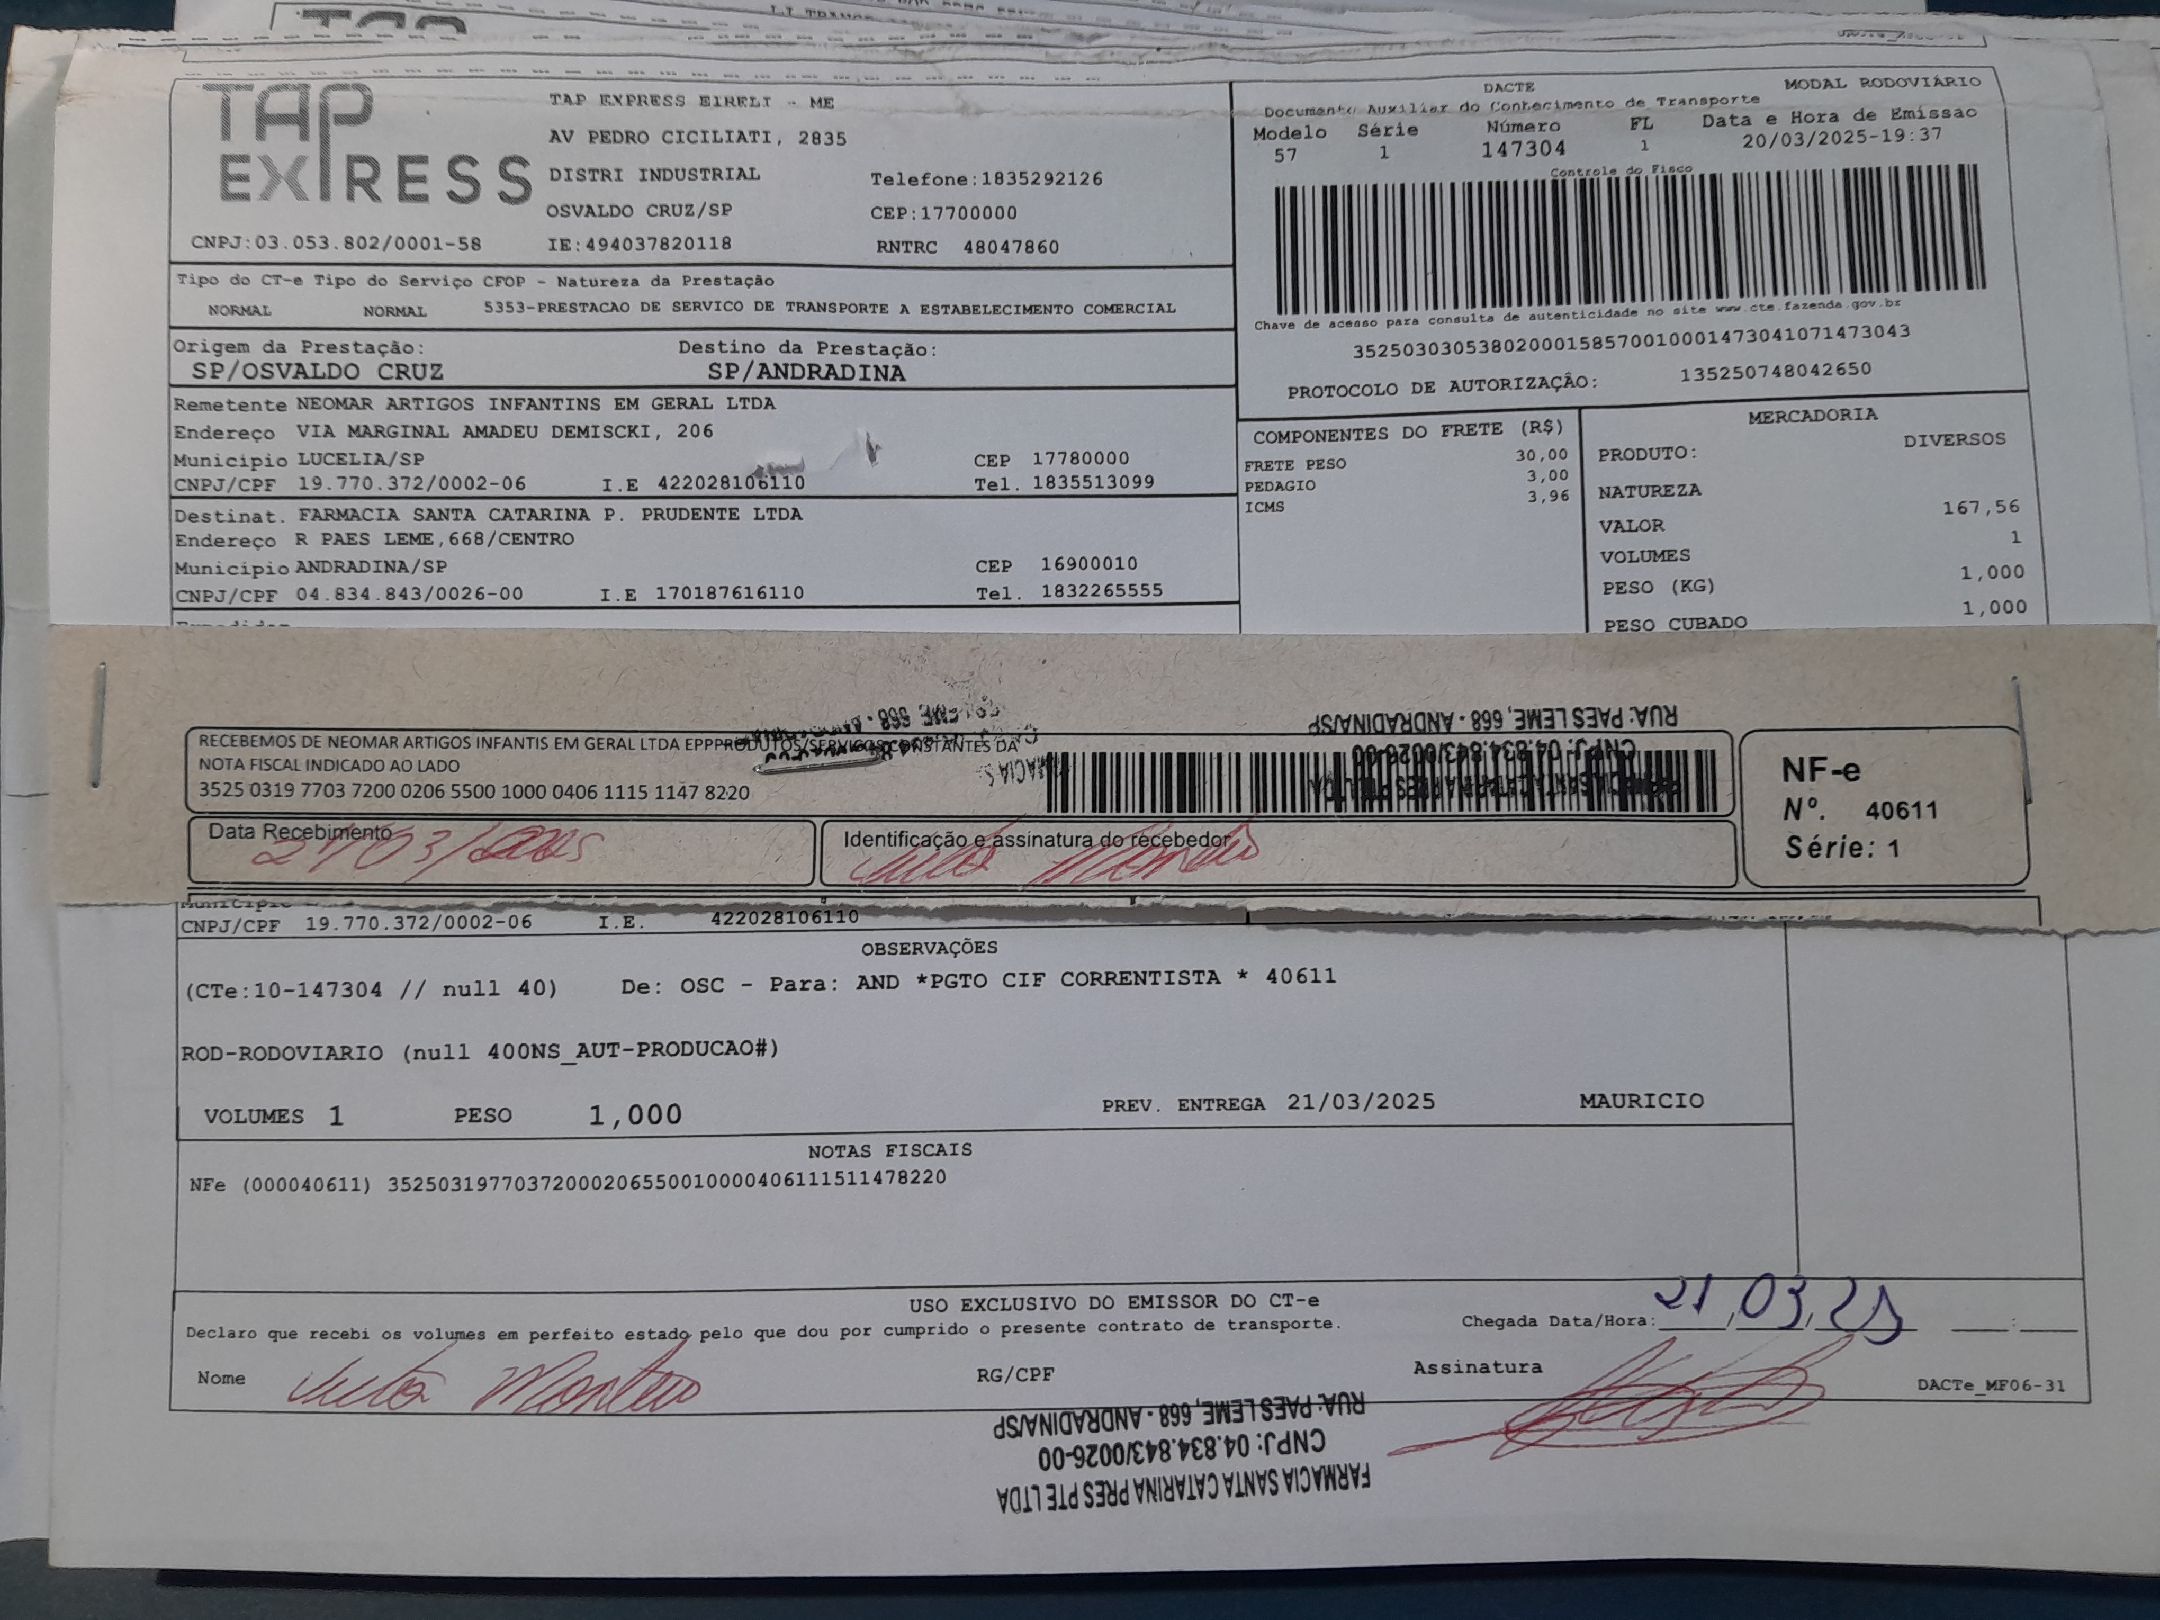 TAP EXPRESS
TAP EXPRESS EIRELI - ME
AV PEDRO CICILIATI, 2835
DISTRI INDUSTRIAL Telefone:1835292126
OSVALDO CRUZ/SP CEP:17700000
CNPJ:03.053.802/0001-58 IE:494037820118 RNTRC 48047860
DACTE MODAL RODOVIÁRIO
Documento Auxiliar do Conhecimento de Transporte
Modelo Série Número FL Data e Hora de Emissao
57 1 147304 1 20/03/2025-19:37
Controle do Fisco
Chave de acesso para consulta de autenticidade no site www.cte.fazenda.gov.br
35250303053802000158570010001473041071473043
PROTOCOLO DE AUTORIZAÇÃO: 135250748042650
Tipo do CT-e Tipo do Serviço CFOP - Natureza da Prestação
NORMAL NORMAL 5353-PRESTACAO DE SERVICO DE TRANSPORTE A ESTABELECIMENTO COMERCIAL
Origem da Prestação: Destino da Prestação:
SP/OSVALDO CRUZ SP/ANDRADINA
Remetente NEOMAR ARTIGOS INFANTINS EM GERAL LTDA
Endereço VIA MARGINAL AMADEU DEMISCKI, 206
Municipio LUCELIA/SP CEP 17780000
CNPJ/CPF 19.770.372/0002-06 I.E 422028106110 Tel. 1835513099
Destinat. FARMACIA SANTA CATARINA P. PRUDENTE LTDA
Endereço R PAES LEME,668/CENTRO
Municipio ANDRADINA/SP CEP 16900010
CNPJ/CPF 04.834.843/0026-00 I.E 170187616110 Tel. 1832265555
COMPONENTES DO FRETE (R$)
FRETE PESO 30,00
PEDAGIO 3,00
ICMS 3,96
MERCADORIA
PRODUTO: DIVERSOS
NATUREZA
VALOR 167,56
VOLUMES 1
PESO (KG) 1,000
PESO CUBADO 1,000
RUA: PAES LEME, 668 - ANDRADINA/SP
CNPJ: 04.834.843/0026-00
RECEBEMOS DE NEOMAR ARTIGOS INFANTIS EM GERAL LTDA EPPPRODUTOS/SERVIÇOS CONSTANTES DA
NOTA FISCAL INDICADO AO LADO
3525 0319 7703 7200 0206 5500 1000 0406 1115 1147 8220
NF-e
Nº. 40611
Série: 1
Data Recebimento
21/03/2025
Identificação e assinatura do recebedor
Municipio
CNPJ/CPF 19.770.372/0002-06 I.E. 422028106110
OBSERVAÇÕES
(CTe:10-147304 // null 40) De: OSC - Para: AND *PGTO CIF CORRENTISTA * 40611
ROD-RODOVIARIO (null 400NS_AUT-PRODUCAO#)
VOLUMES 1 PESO 1,000 PREV. ENTREGA 21/03/2025 MAURICIO
NOTAS FISCAIS
NFe (000040611) 35250319770372000206550010000406111511478220
USO EXCLUSIVO DO EMISSOR DO CT-e
Declaro que recebi os volumes em perfeito estado pelo que dou por cumprido o presente contrato de transporte.
Chegada Data/Hora: 21/03/25
Nome RG/CPF Assinatura
DACTe_MF06-31
FARMACIA SANTA CATARINA PRES PTE LTDA
CNPJ: 04.834.843/0026-00
RUA: PAES LEME, 668 - ANDRADINA/SP